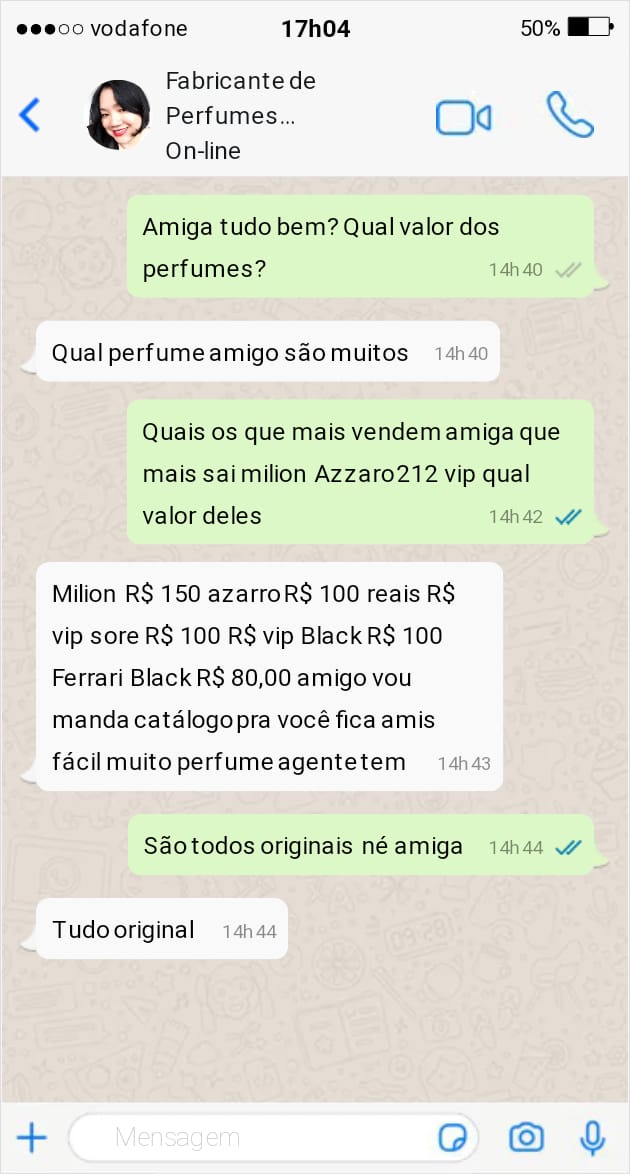 vodafone 17h04 50%
Fabricante de
Perfumes...
On-line
Amiga tudo bem? Qual valor dos
perfumes? 14h40
Qual perfume amigo são muitos 14h40
Quais os que mais vendem amiga que
mais sai milion Azzaro212 vip qual
valor deles 14h42
Milion R$ 150 azarro R$ 100 reais R$
vip sore R$ 100 R$ vip Black R$ 100
Ferrari Black R$ 80,00 amigo vou
manda catálogo pra você fica amis
fácil muito perfume agente tem 14h43
São todos originais né amiga 14h44
Tudo original 14h44
Mensagem